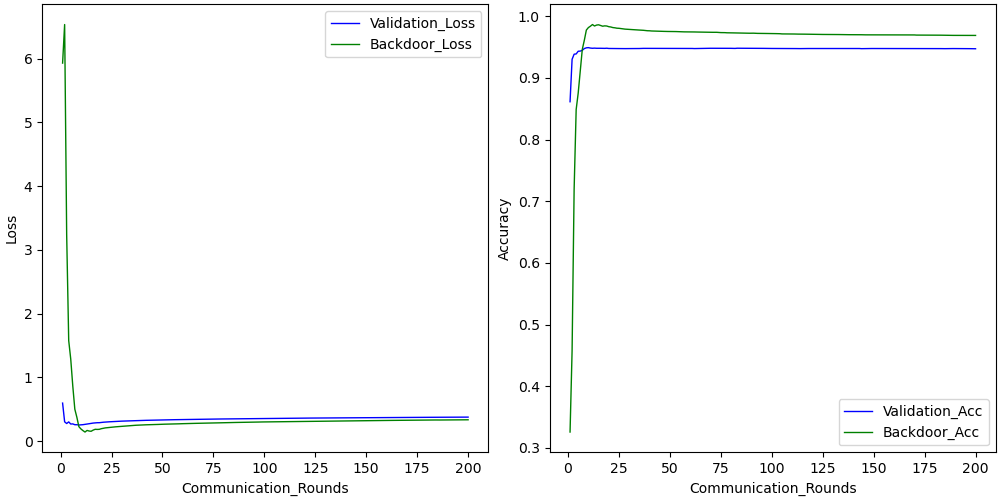 Validation_Loss
Backdoor_Loss
6
5
4
3
2
1
0
Loss
0 25 50 75 100 125 150 175 200
Communication_Rounds
1.0
0.9
0.8
0.7
0.6
0.5
0.4
0.3
Accuracy
Validation_Acc
Backdoor_Acc
0 25 50 75 100 125 150 175 200
Communication_Rounds